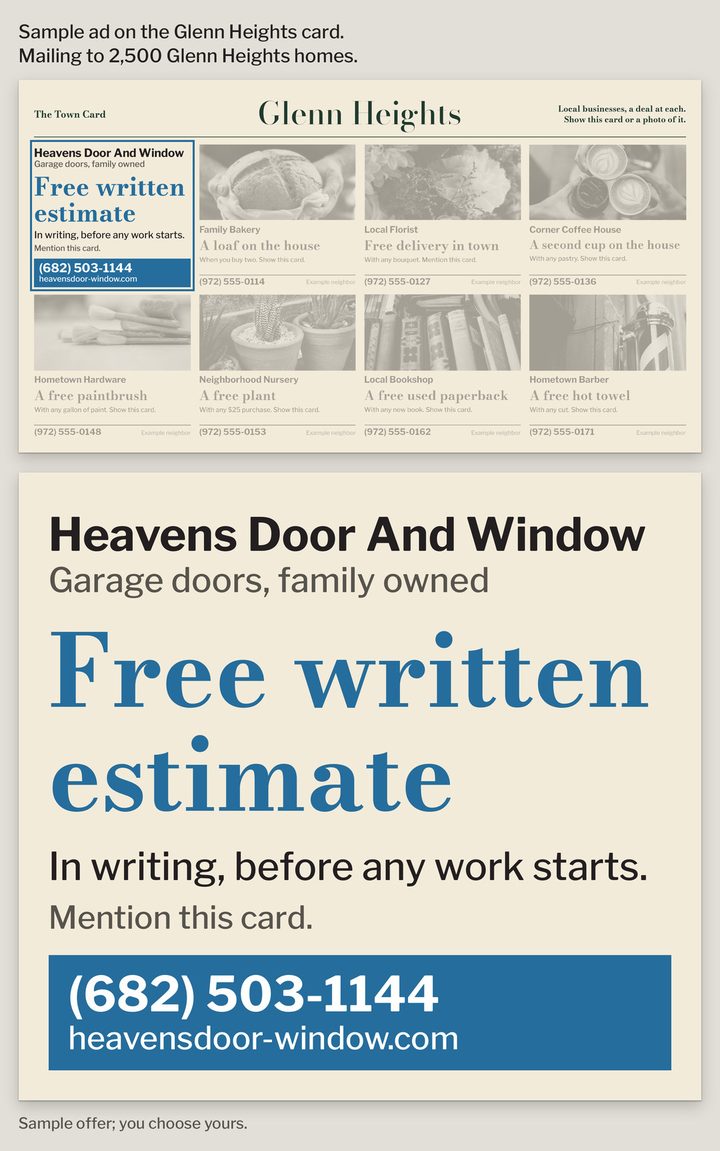 Sample ad on the Glenn Heights card.
Mailing to 2,500 Glenn Heights homes.
The Town Card
Glenn Heights
Local businesses, a deal at each.
Show this card or a photo of it.
Heavens Door And Window
Garage doors, family owned
Free written
estimate
In writing, before any work starts.
Mention this card.
(682) 503-1144
heavensdoor-window.com
Family Bakery
A loaf on the house
When you buy two. Show this card.
(972) 555-0114
Example neighbor
Local Florist
Free delivery in town
With any bouquet. Mention this card.
(972) 555-0127
Example neighbor
Corner Coffee House
A second cup on the house
With any pastry. Show this card.
(972) 555-0136
Example neighbor
Hometown Hardware
A free paintbrush
With any gallon of paint. Show this card.
(972) 555-0148
Example neighbor
Neighborhood Nursery
A free plant
With any $25 purchase. Show this card.
(972) 555-0153
Example neighbor
Local Bookshop
A free used paperback
With any new book. Show this card.
(972) 555-0162
Example neighbor
Hometown Barber
A free hot towel
With any cut. Show this card.
(972) 555-0171
Example neighbor
Heavens Door And Window
Garage doors, family owned
Free written
estimate
In writing, before any work starts.
Mention this card.
(682) 503-1144
heavensdoor-window.com
Sample offer; you choose yours.